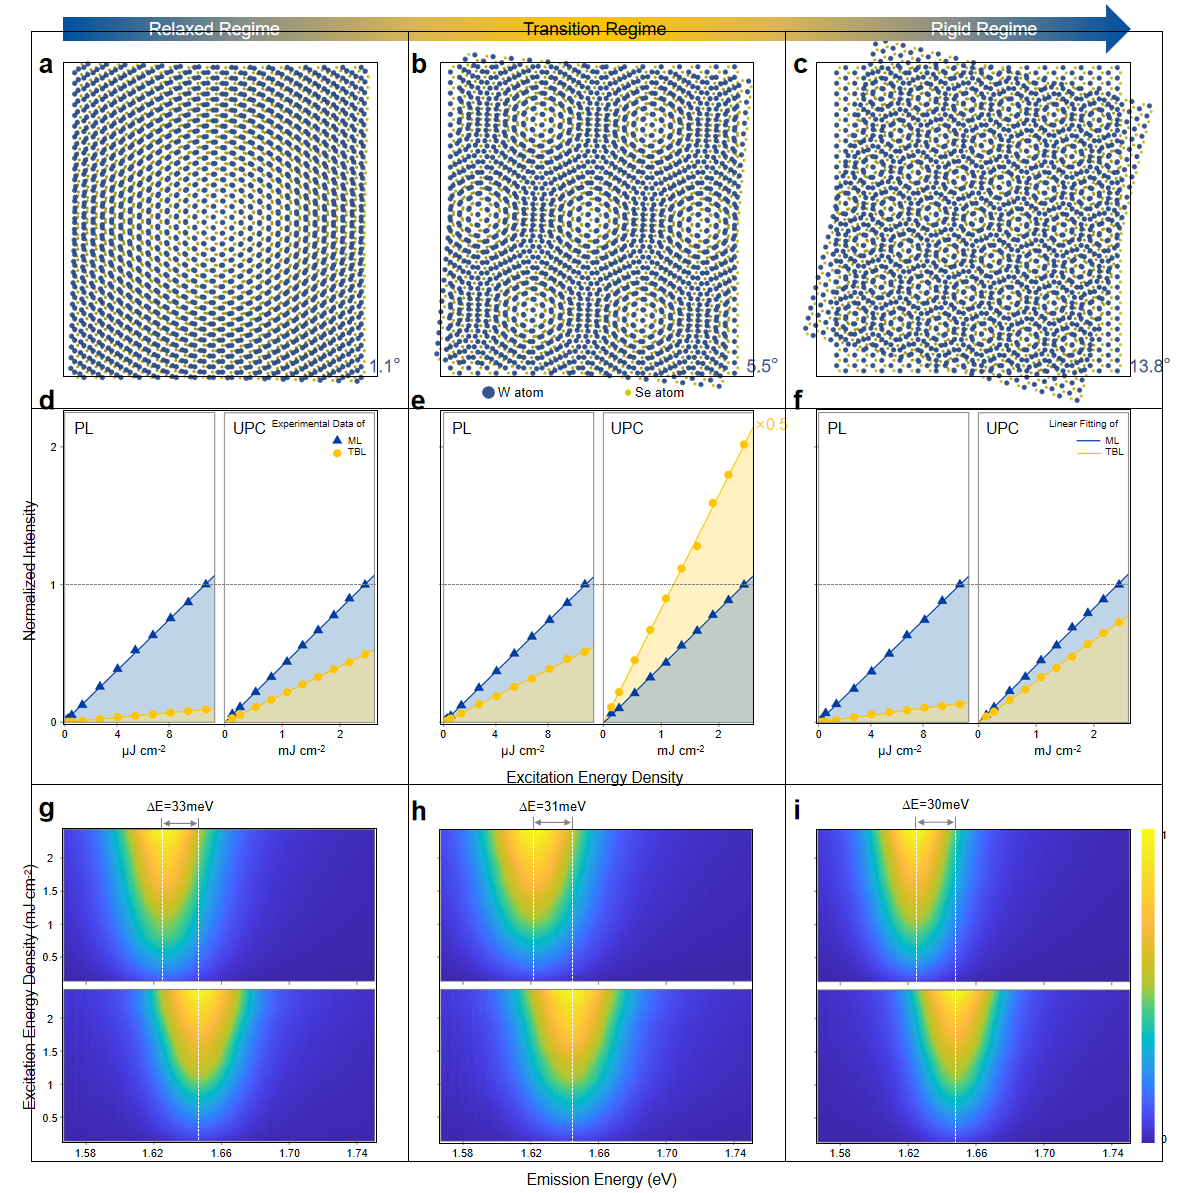 Relaxed Regime
Transition Regime
Rigid Regime
a
b
c
1.1°
5.5°
13.8°
W atom
Se atom
d
e
f
PL
UPC
Experimental Data of
ML
TBL
PL
UPC
×0.5
PL
UPC
Linear Fitting of
ML
TBL
Normalized Intensity
2
1
0
0
4
8
0
1
2
0
4
8
0
1
2
0
4
8
0
1
2
μJ cm-2
mJ cm-2
μJ cm-2
mJ cm-2
μJ cm-2
mJ cm-2
Excitation Energy Density
g
h
i
ΔE=33meV
ΔE=31meV
ΔE=30meV
Excitation Energy Density (mJ cm-2)
2
1.5
1
0.5
2
1.5
1
0.5
1
0
1.58
1.62
1.66
1.70
1.74
1.58
1.62
1.66
1.70
1.74
1.58
1.62
1.66
1.70
1.74
Emission Energy (eV)